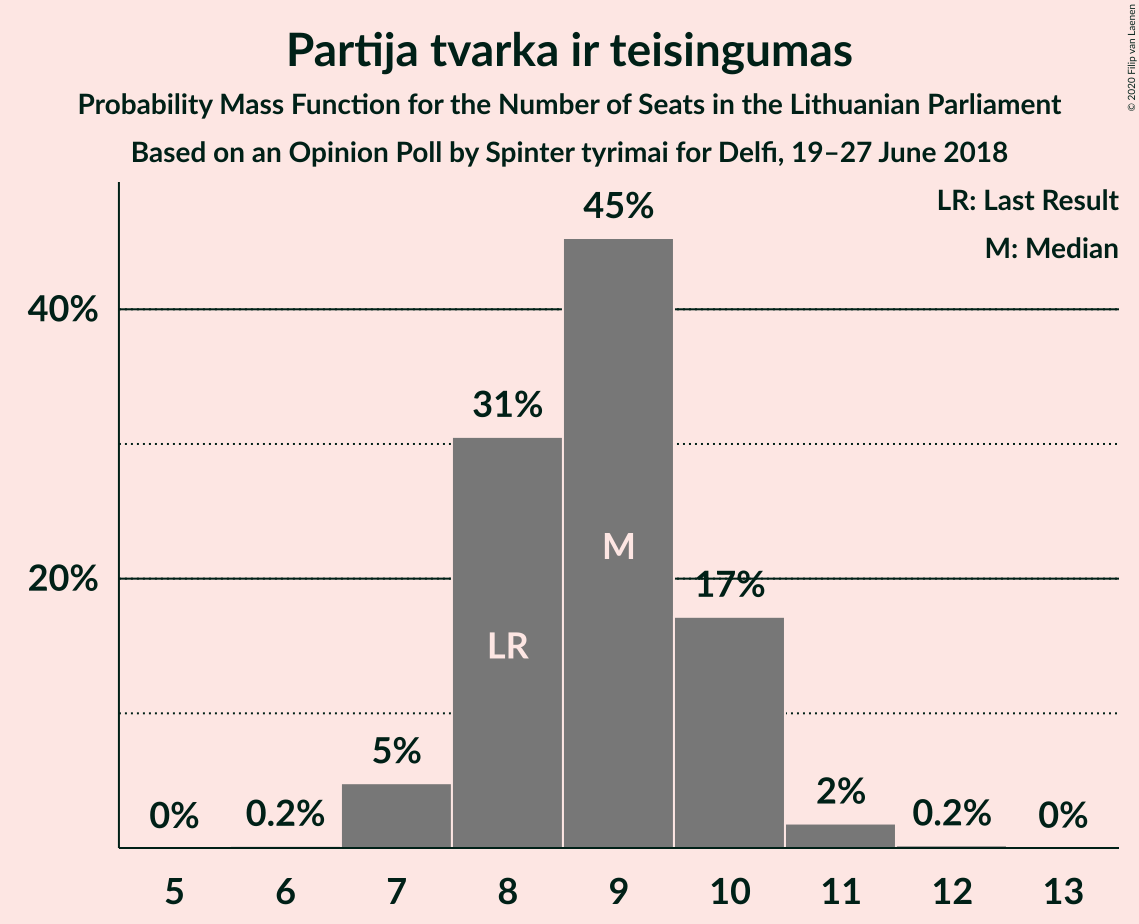 Partija tvarka ir teisingumas
Probability Mass Function for the Number of Seats in the Lithuanian Parliament
Based on an Opinion Poll by Spinter tyrimai for Delfi, 19–27 June 2018
© 2020 Filip van Laenen
LR: Last Result
M: Median
40%
20%
0%
0.2%
5%
31%
45%
17%
2%
0.2%
0%
LR
M
5 6 7 8 9 10 11 12 13